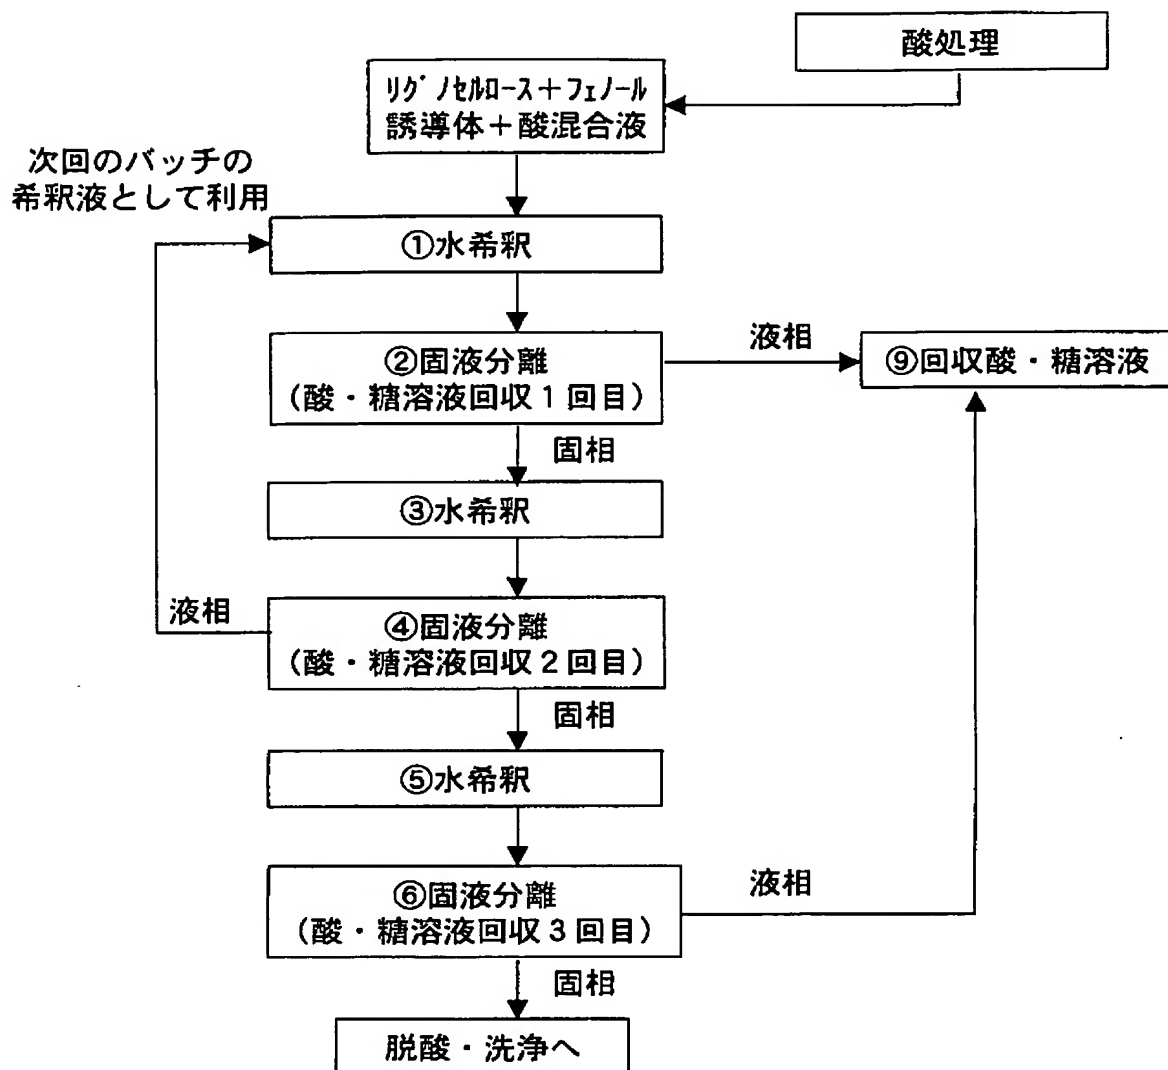 酸処理
リグノセルロース+フェノール
誘導体+酸混合液
次回のバッチの
希釈液として利用
①水希釈
②固液分離
(酸・糖溶液回収1回目)
液相
⑨回収酸・糖溶液
固相
③水希釈
液相
④固液分離
(酸・糖溶液回収2回目)
固相
⑤水希釈
⑥固液分離
(酸・糖溶液回収3回目)
液相
固相
脱酸・洗浄へ